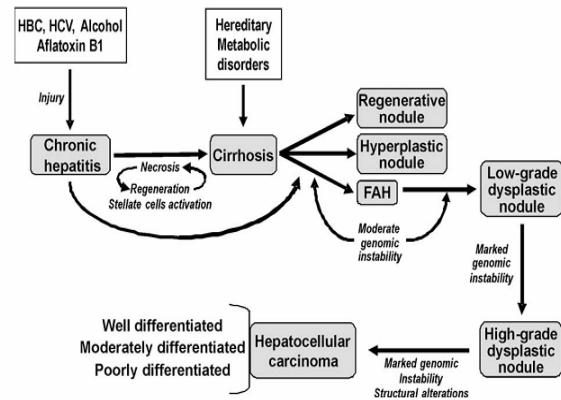 HBC, HCV, Alcohol
Aflatoxin B1
Hereditary
Metabolic
disorders
Injury
Chronic
hepatitis
Necrosis
Regeneration
Stellate cells activation
Cirrhosis
Regenerative
nodule
Hyperplastic
nodule
FAH
Moderate
genomic
instability
Low-grade
dysplastic
nodule
Marked
genomic
instability
High-grade
dysplastic
nodule
Marked genomic
Instability
Structural alterations
Hepatocellular
carcinoma
Well differentiated
Moderately differentiated
Poorly differentiated